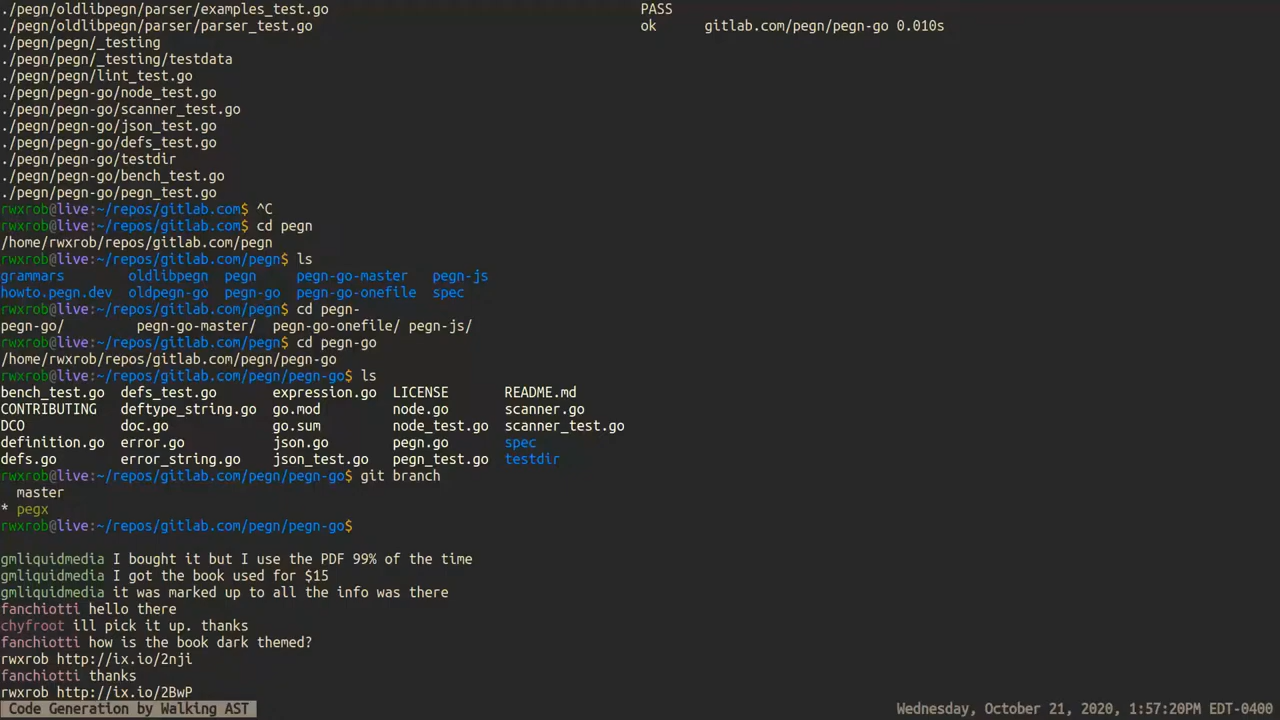 ./pegn/oldlibpegn/parser/examples_test.go
./pegn/oldlibpegn/parser/parser_test.go
./pegn/pegn/_testing
./pegn/pegn/_testing/testdata
./pegn/pegn/lint_test.go
./pegn/pegn-go/node_test.go
./pegn/pegn-go/scanner_test.go
./pegn/pegn-go/json_test.go
./pegn/pegn-go/defs_test.go
./pegn/pegn-go/testdir
./pegn/pegn-go/bench_test.go
./pegn/pegn-go/pegn_test.go
rwxrob@live:~/repos/gitlab.com$ ^C
rwxrob@live:~/repos/gitlab.com$ cd pegn
/home/rwxrob/repos/gitlab.com/pegn
rwxrob@live:~/repos/gitlab.com/pegn$ ls
grammars        oldlibpegn  pegn     pegn-go-master   pegn-js
howto.pegn.dev  oldpegn-go  pegn-go  pegn-go-onefile  spec
rwxrob@live:~/repos/gitlab.com/pegn$ cd pegn-
pegn-go/         pegn-go-master/  pegn-go-onefile/ pegn-js/
rwxrob@live:~/repos/gitlab.com/pegn$ cd pegn-go
/home/rwxrob/repos/gitlab.com/pegn/pegn-go
rwxrob@live:~/repos/gitlab.com/pegn/pegn-go$ ls
bench_test.go  defs_test.go       expression.go  LICENSE       README.md
CONTRIBUTING   deftype_string.go  go.mod         node.go       scanner.go
DCO            doc.go             go.sum         node_test.go  scanner_test.go
definition.go  error.go           json.go        pegn.go       spec
defs.go        error_string.go    json_test.go   pegn_test.go  testdir
rwxrob@live:~/repos/gitlab.com/pegn/pegn-go$ git branch
  master
* pegx
rwxrob@live:~/repos/gitlab.com/pegn/pegn-go$
PASS
ok      gitlab.com/pegn/pegn-go 0.010s
gmliquidmedia I bought it but I use the PDF 99% of the time
gmliquidmedia I got the book used for $15
gmliquidmedia it was marked up to all the info was there
fanchiotti hello there
chyfroot ill pick it up. thanks
fanchiotti how is the book dark themed?
rwxrob http://ix.io/2nji
fanchiotti thanks
rwxrob http://ix.io/2BwP
Code Generation by Walking AST
Wednesday, October 21, 2020, 1:57:20PM EDT-0400